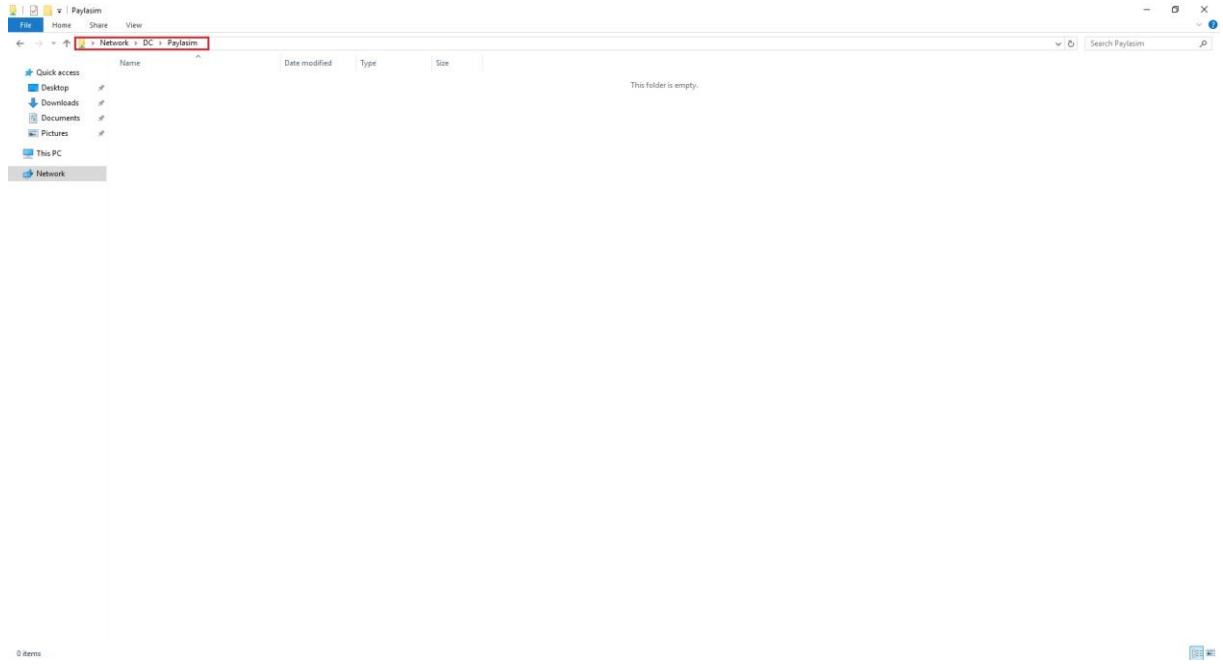 Paylasim
File Home Share View
Network › DC › Paylasim
Search Paylasim
Name Date modified Type Size
Quick access
Desktop
Downloads
Documents
Pictures
This PC
Network
This folder is empty.
0 items